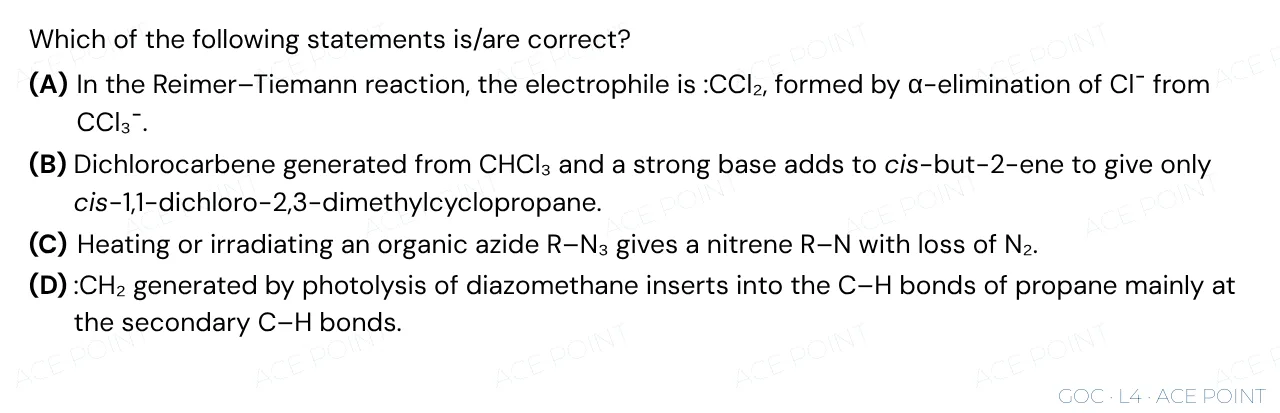 Which of the following statements is/are correct?
(A) In the Reimer–Tiemann reaction, the electrophile is :CCl₂, formed by α-elimination of Cl⁻ from
CCl₃⁻.
(B) Dichlorocarbene generated from CHCl₃ and a strong base adds to cis-but-2-ene to give only
cis-1,1-dichloro-2,3-dimethylcyclopropane.
(C) Heating or irradiating an organic azide R–N₃ gives a nitrene R–N with loss of N₂.
(D) :CH₂ generated by photolysis of diazomethane inserts into the C–H bonds of propane mainly at
the secondary C–H bonds.
GOC · L4 · ACE POINT